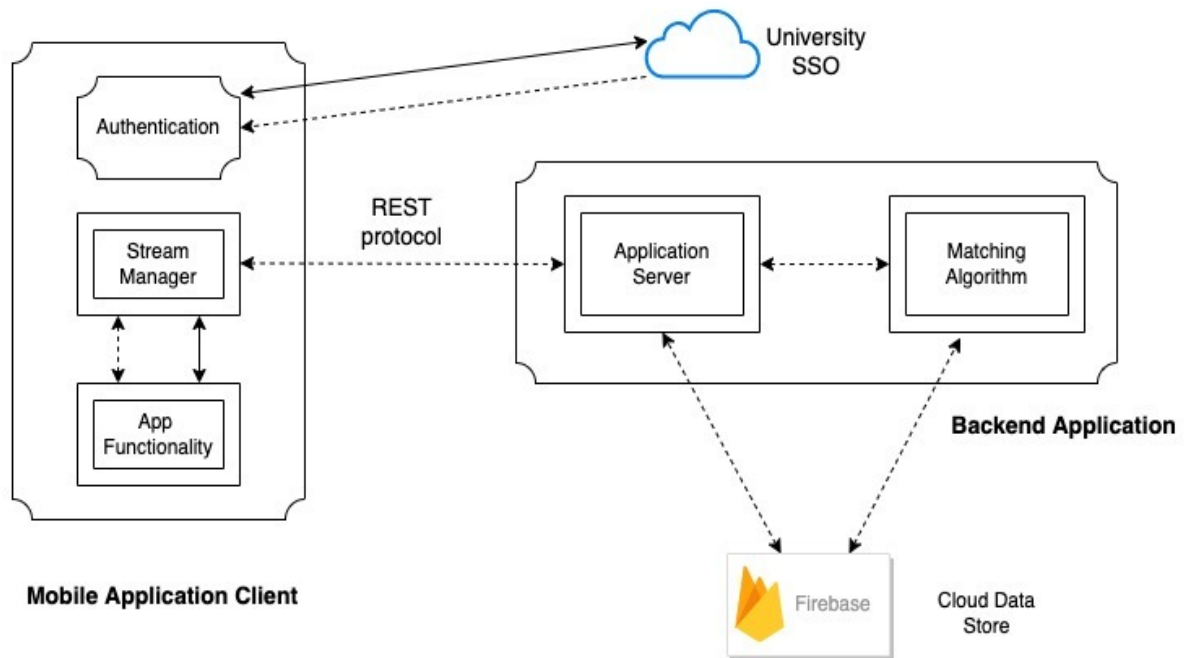 University
SSO
Authentication
REST
protocol
Stream
Manager
Application
Server
Matching
Algorithm
App
Functionality
Backend Application
Mobile Application Client
Firebase
Cloud Data
Store